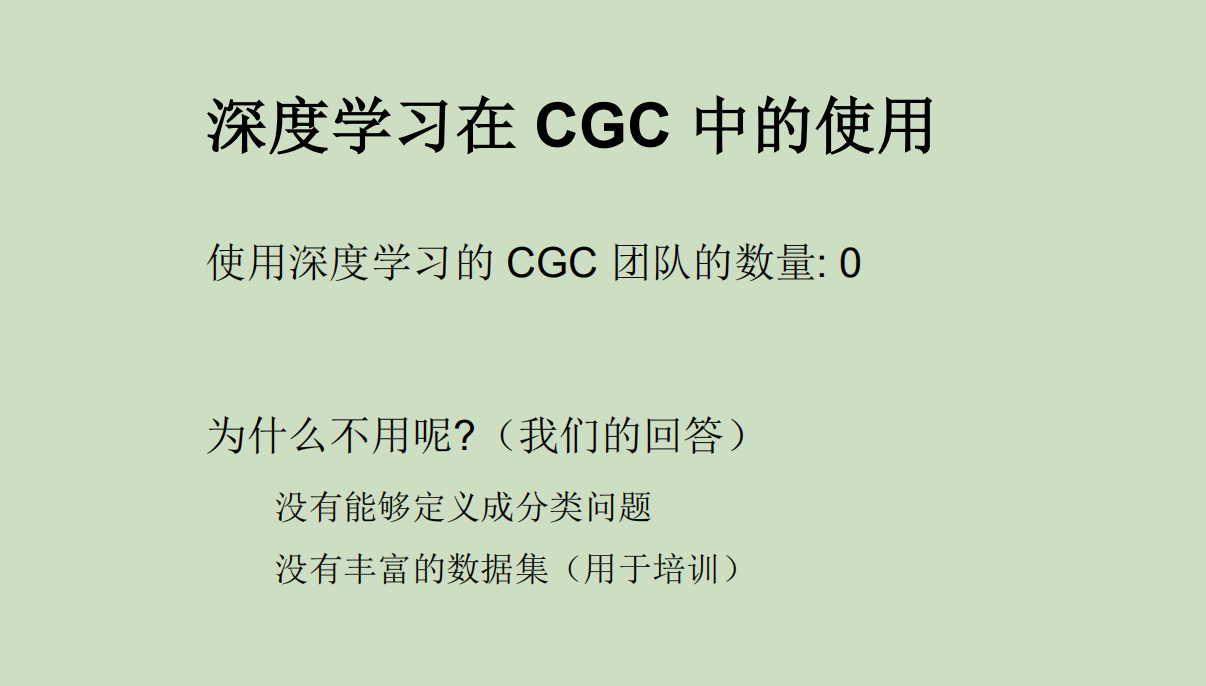 深度学习在 CGC 中的使用
使用深度学习的 CGC 团队的数量: 0
为什么不用呢?（我们的回答）
没有能够定义成分类问题
没有丰富的数据集（用于培训）